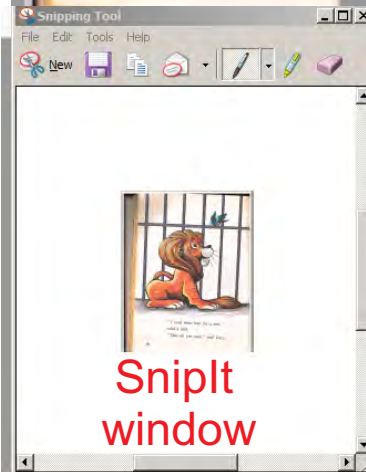 Snipping Tool
File Edit Tools Help
New
SnipIt
window